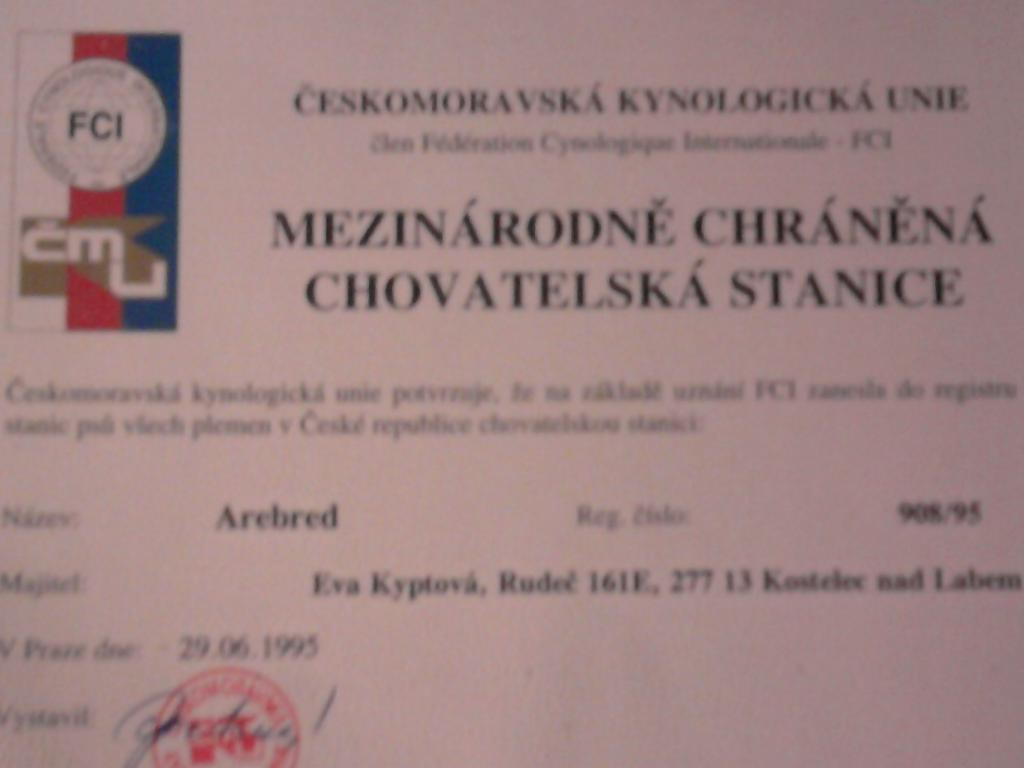 FCI
ČMKU
ČESKOMORAVSKÁ KYNOLOGICKÁ UNIE
člen Fédération Cynologique Internationale - FCI
MEZINÁRODNĚ CHRÁNĚNÁ
CHOVATELSKÁ STANICE
Českomoravská kynologická unie potvrzuje, že na základě uznání FCI zanesla do registru
stanic psů všech plemen v České republice chovatelskou stanici:
Název: Arebred Reg. číslo: 908/95
Majitel: Eva Kyptová, Rudeč 161E, 277 13 Kostelec nad Labem
V Praze dne: 29.06.1995
Vystavil: